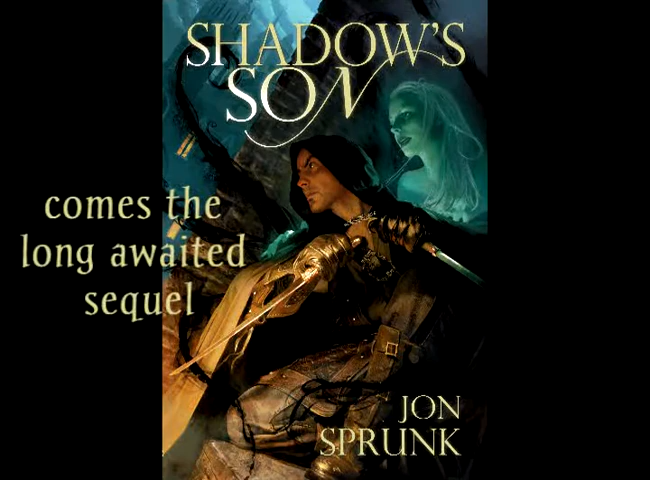 SHADOW'S
SON
comes the
long awaited
sequel
JON
SPRUNK